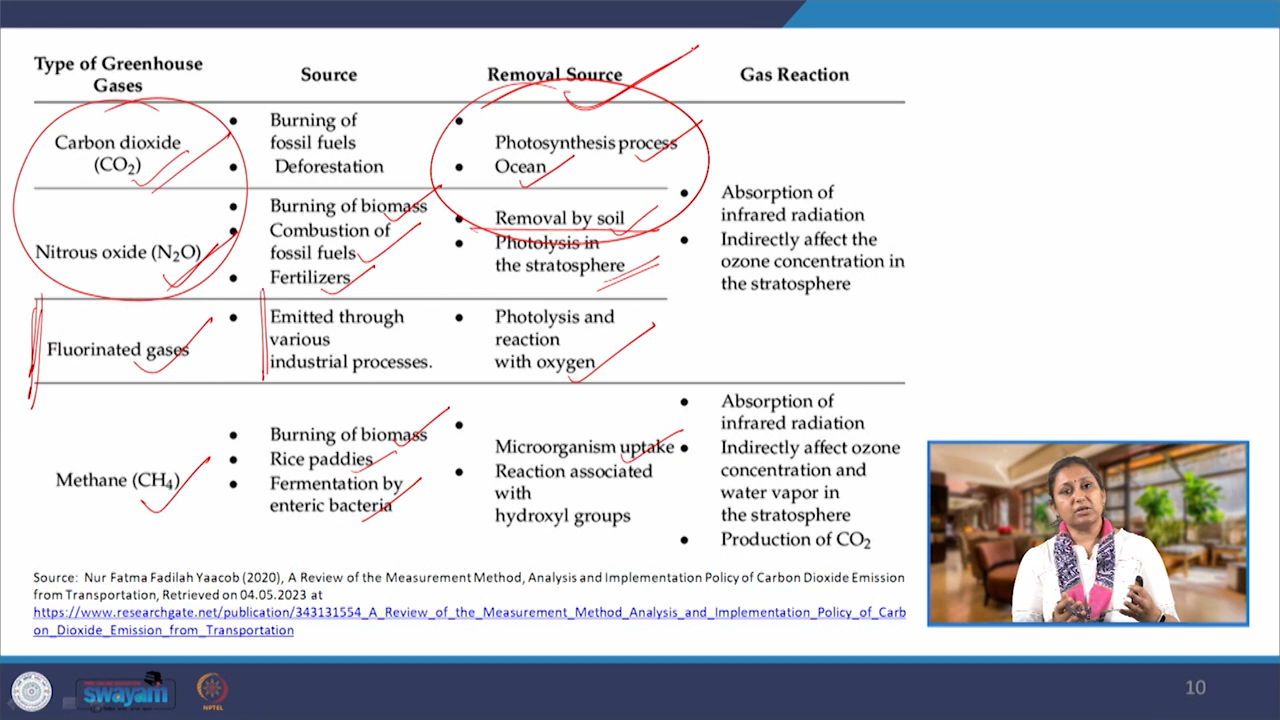 Type of Greenhouse
Gases
Source
Removal Source
Gas Reaction
Carbon dioxide
(CO2)
• Burning of
fossil fuels
• Deforestation
•
Photosynthesis process
• Ocean
Nitrous oxide (N2O)
• Burning of biomass
• Combustion of
fossil fuels
• Fertilizers
• Removal by soil
• Photolysis in
the stratosphere
• Absorption of
infrared radiation
• Indirectly affect the
ozone concentration in
the stratosphere
Fluorinated gases
• Emitted through
various
industrial processes.
• Photolysis and
reaction
with oxygen
Methane (CH4)
• Burning of biomass
• Rice paddies
• Fermentation by
enteric bacteria
•
Microorganism uptake
• Reaction associated
with
hydroxyl groups
• Absorption of
infrared radiation
• Indirectly affect ozone
concentration and
water vapor in
the stratosphere
• Production of CO2
Source: Nur Fatma Fadilah Yaacob (2020), A Review of the Measurement Method, Analysis and Implementation Policy of Carbon Dioxide Emission
from Transportation, Retrieved on 04.05.2023 at
https://www.researchgate.net/publication/343131554_A_Review_of_the_Measurement_Method_Analysis_and_Implementation_Policy_of_Carb
on_Dioxide_Emission_from_Transportation
swayam
NPTEL
10